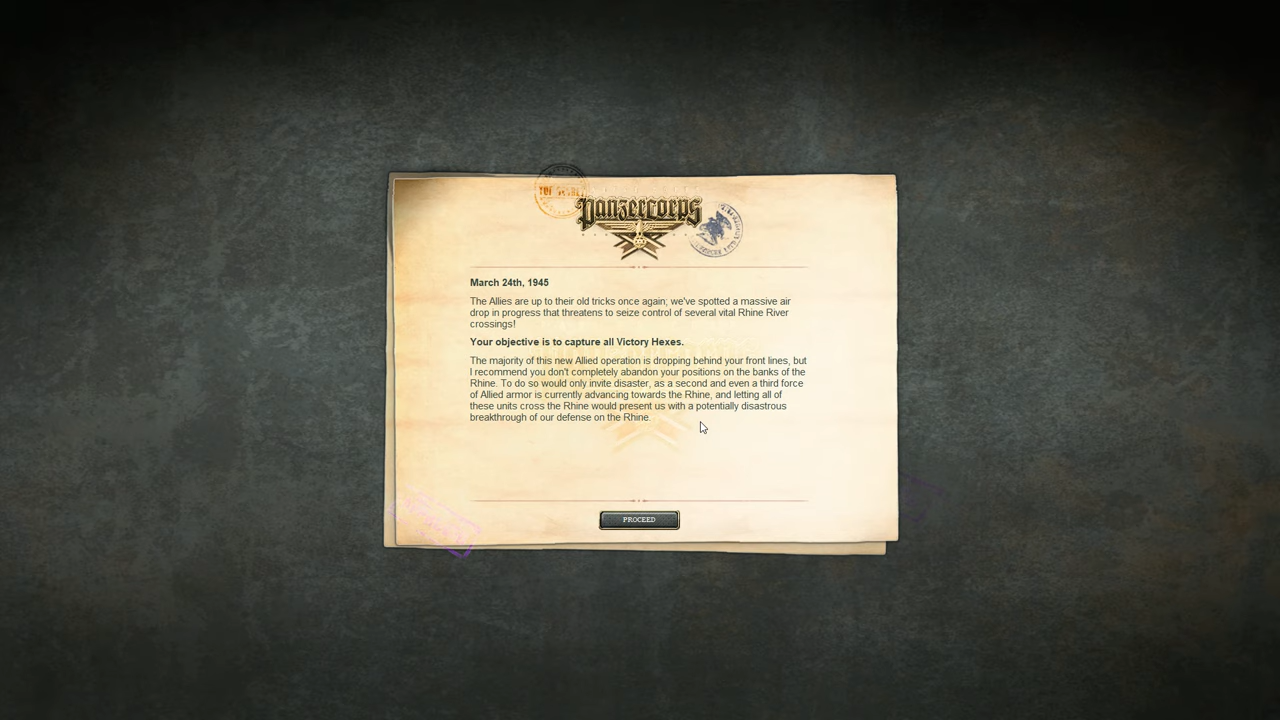 Panzercorps
March 24th, 1945
The Allies are up to their old tricks once again; we've spotted a massive air
drop in progress that threatens to seize control of several vital Rhine River
crossings!
Your objective is to capture all Victory Hexes.
The majority of this new Allied operation is dropping behind your front lines, but
I recommend you don't completely abandon your positions on the banks of the
Rhine. To do so would only invite disaster, as a second and even a third force
of Allied armor is currently advancing towards the Rhine, and letting all of
these units cross the Rhine would present us with a potentially disastrous
breakthrough of our defense on the Rhine.
PROCEED